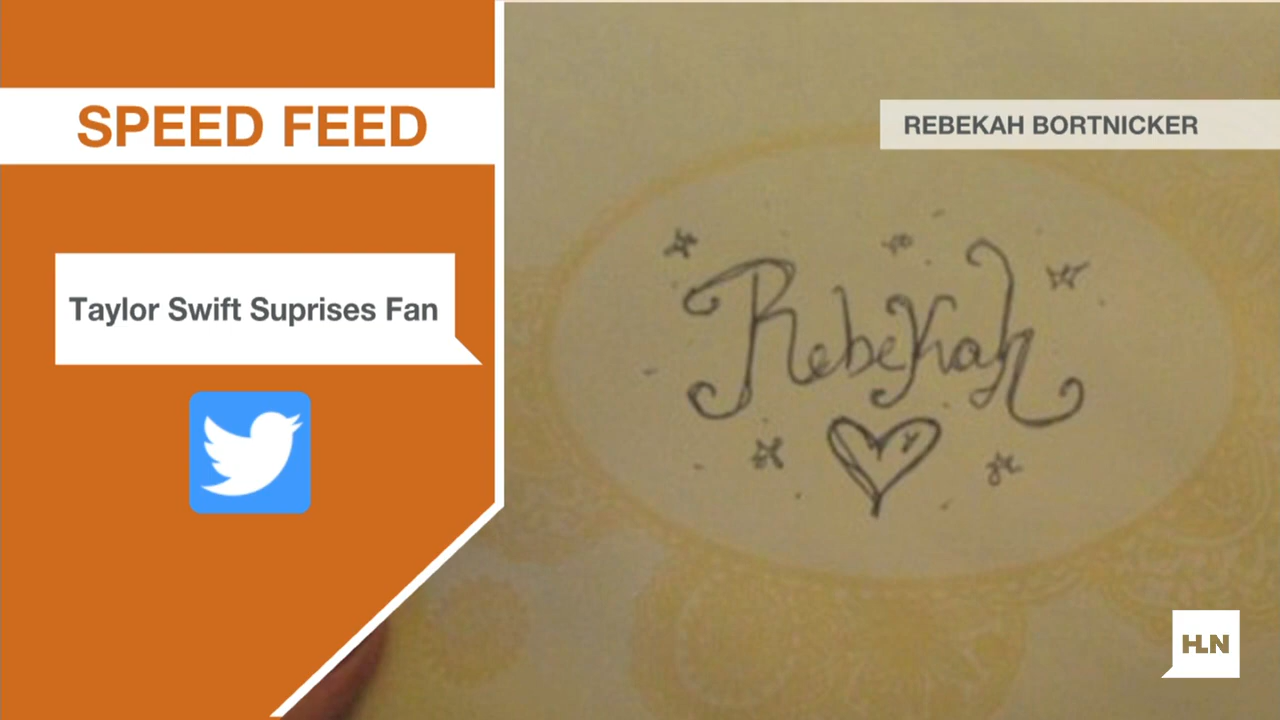 SPEED FEED
Taylor Swift Suprises Fan
REBEKAH BORTNICKER
Rebekah
HLN